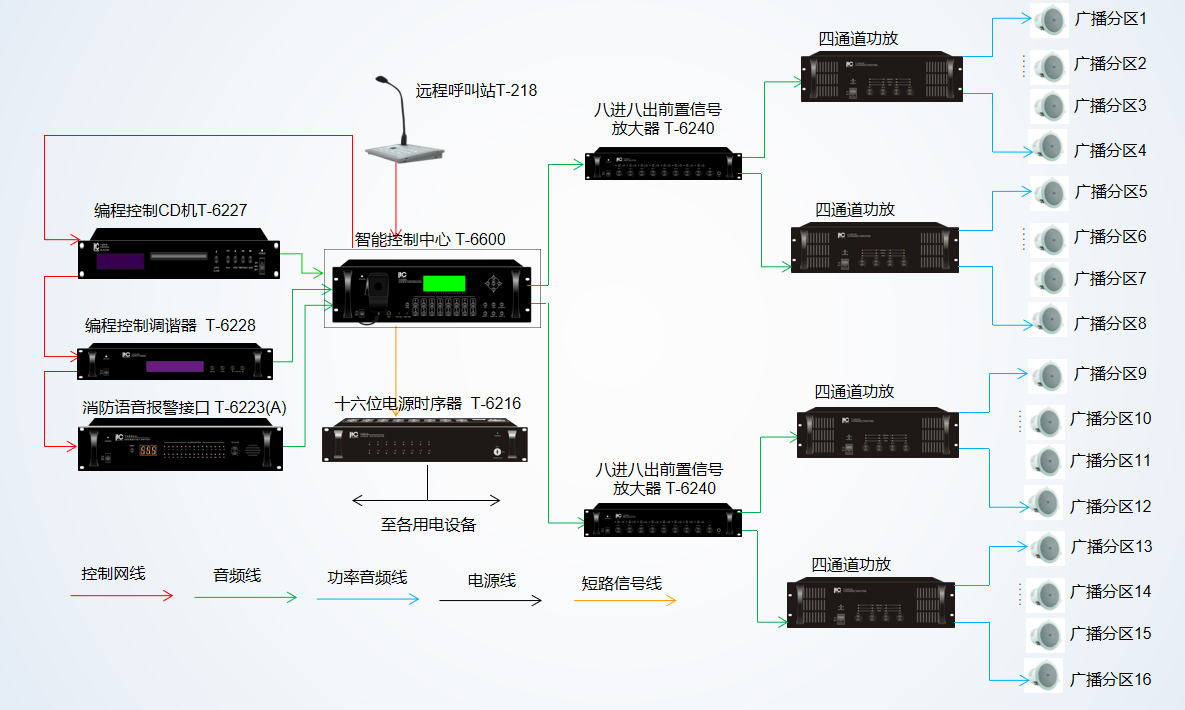 远程呼叫站T-218
编程控制CD机T-6227
智能控制中心 T-6600
编程控制调谐器 T-6228
消防语音报警接口 T-6223(A)
十六位电源时序器 T-6216
至各用电设备
八进八出前置信号
放大器 T-6240
八进八出前置信号
放大器 T-6240
四通道功放
四通道功放
四通道功放
四通道功放
广播分区1
广播分区2
广播分区3
广播分区4
广播分区5
广播分区6
广播分区7
广播分区8
广播分区9
广播分区10
广播分区11
广播分区12
广播分区13
广播分区14
广播分区15
广播分区16
控制网线
音频线
功率音频线
电源线
短路信号线